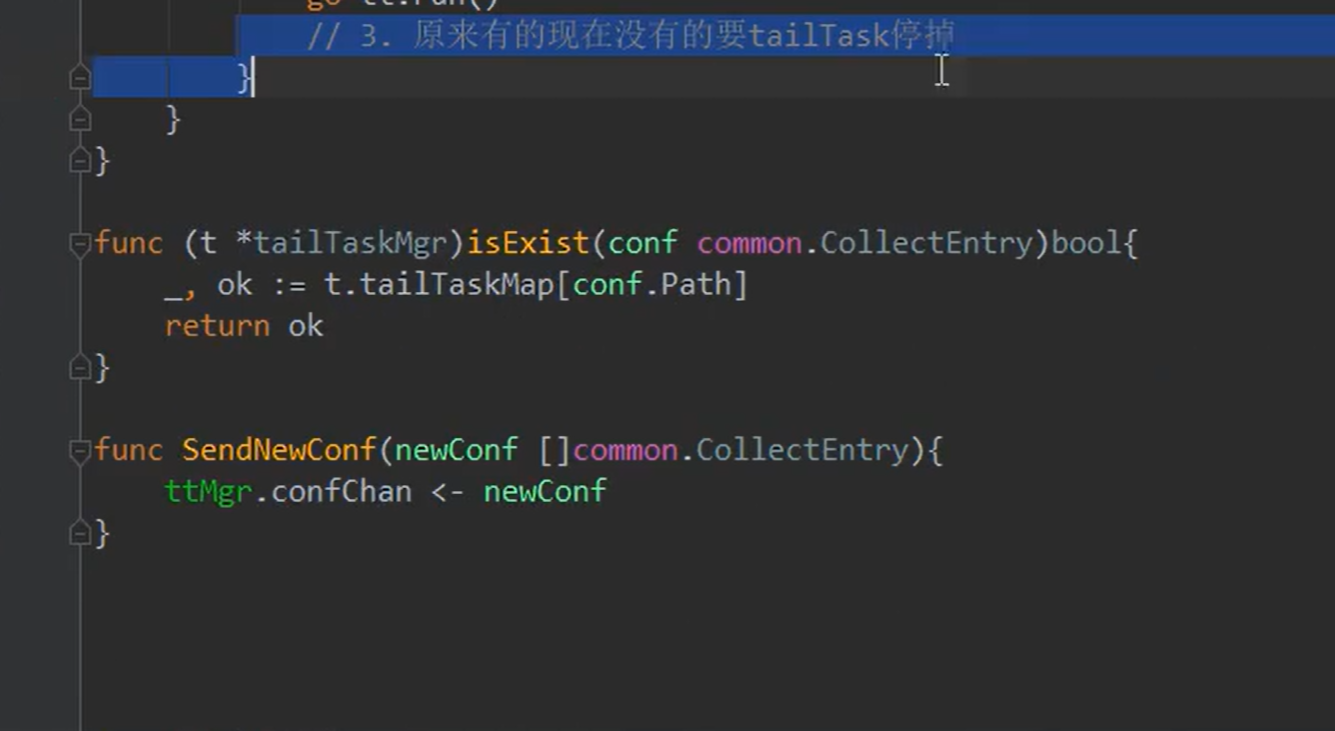 go tt.run()
// 3. 原来有的现在没有的要tailTask停掉
}
}
}
func (t *tailTaskMgr)isExist(conf common.CollectEntry)bool{
_, ok := t.tailTaskMap[conf.Path]
return ok
}
func SendNewConf(newConf []common.CollectEntry){
ttMgr.confChan <- newConf
}